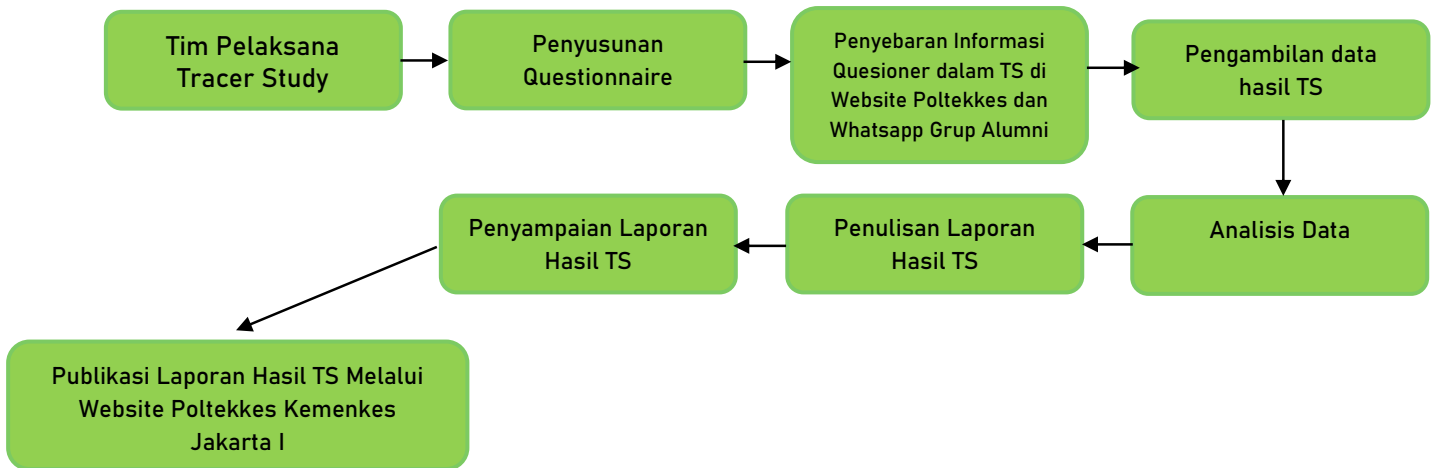 Tim Pelaksana
Tracer Study
Penyusunan
Questionnaire
Penyebaran Informasi
Quesioner dalam TS di
Website Poltekkes dan
Whatsapp Grup Alumni
Pengambilan data
hasil TS
Analisis Data
Penulisan Laporan
Hasil TS
Penyampaian Laporan
Hasil TS
Publikasi Laporan Hasil TS Melalui
Website Poltekkes Kemenkes
Jakarta I